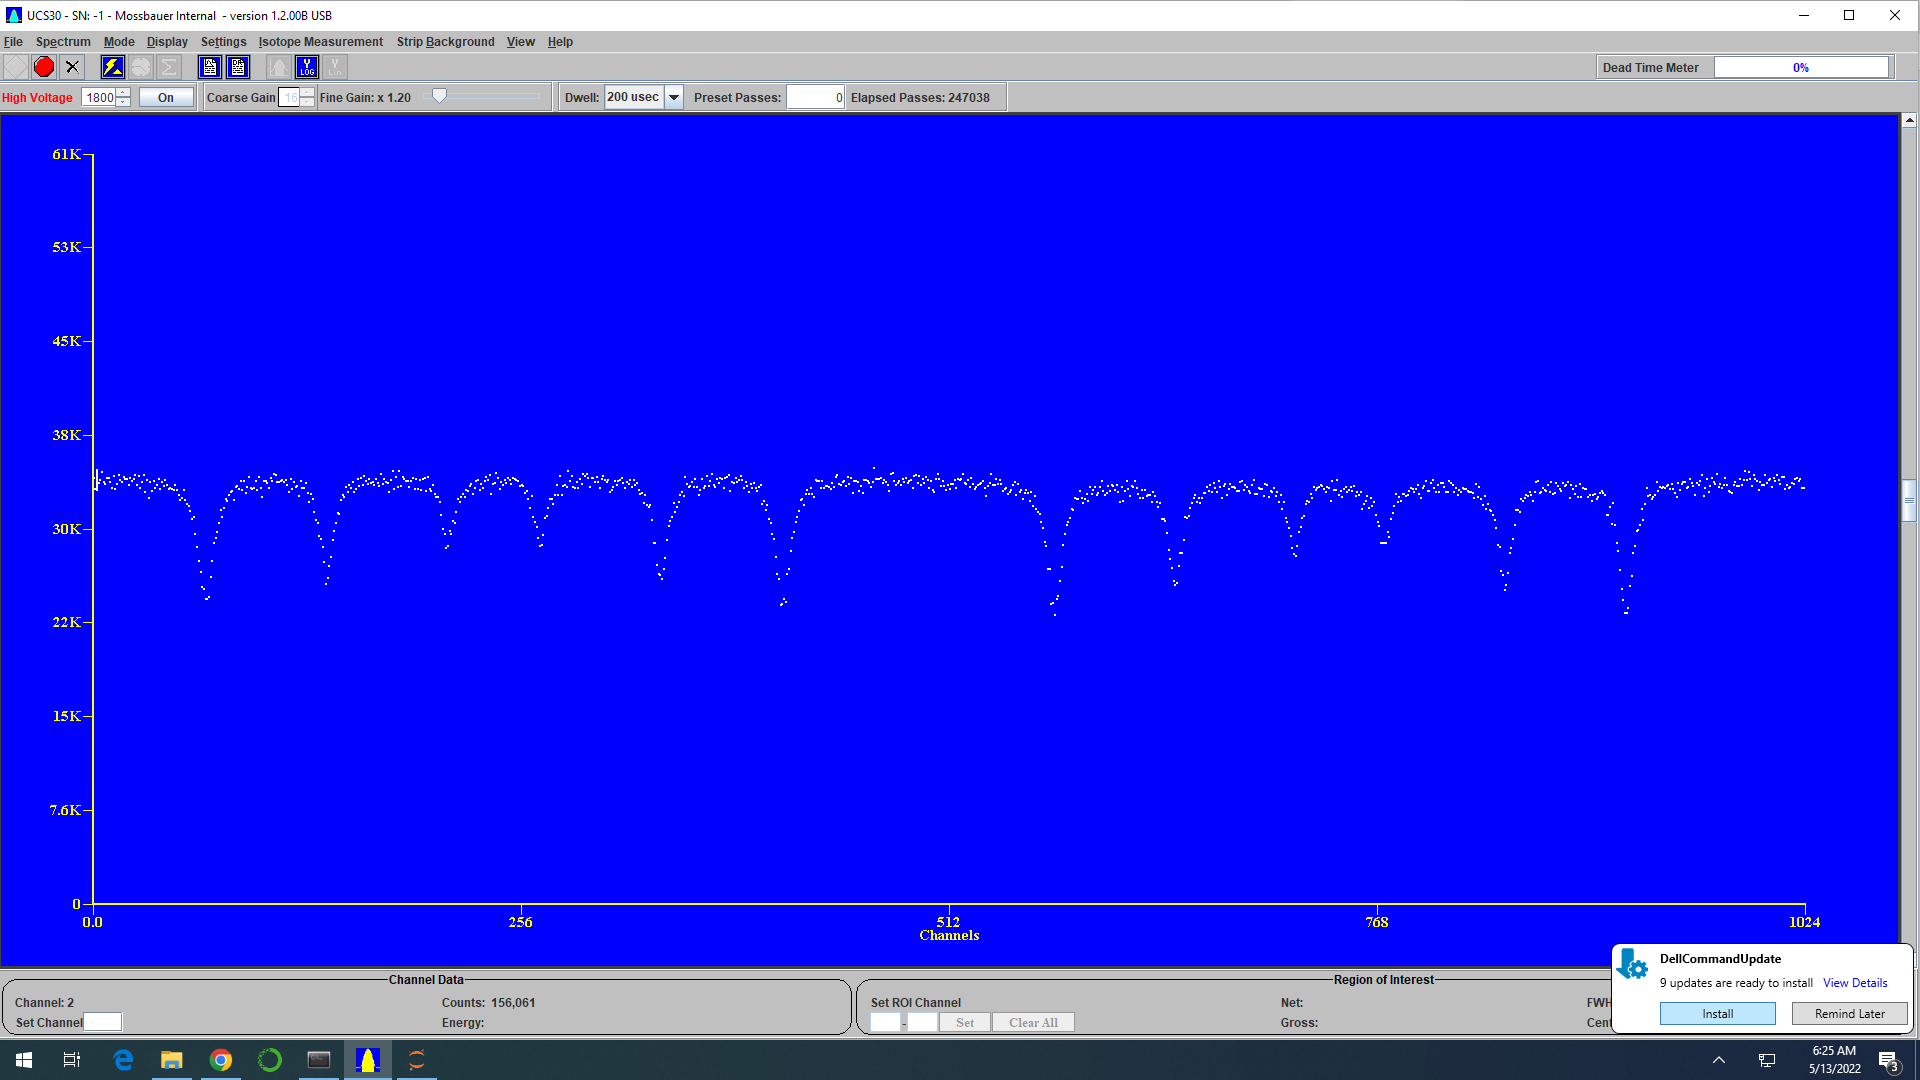 UCS30 - SN: -1 - Mossbauer Internal - version 1.2.00B USB
File Spectrum Mode Display Settings Isotope Measurement Strip Background View Help
Y LOG Y Lin
Dead Time Meter 0%
High Voltage 1800 On Coarse Gain 16 Fine Gain: x 1.20 Dwell: 200 usec Preset Passes: 0 Elapsed Passes: 247038
61K
53K
45K
38K
30K
22K
15K
7.6K
0
0.0 256 512 768 1024
Channels
Channel Data
Channel: 2 Counts: 156,061
Set Channel Energy:
Region of Interest
Set ROI Channel Net: FWH
- Set Clear All Gross: Cent
DellCommandUpdate
9 updates are ready to install View Details
Install Remind Later
6:25 AM
5/13/2022
3